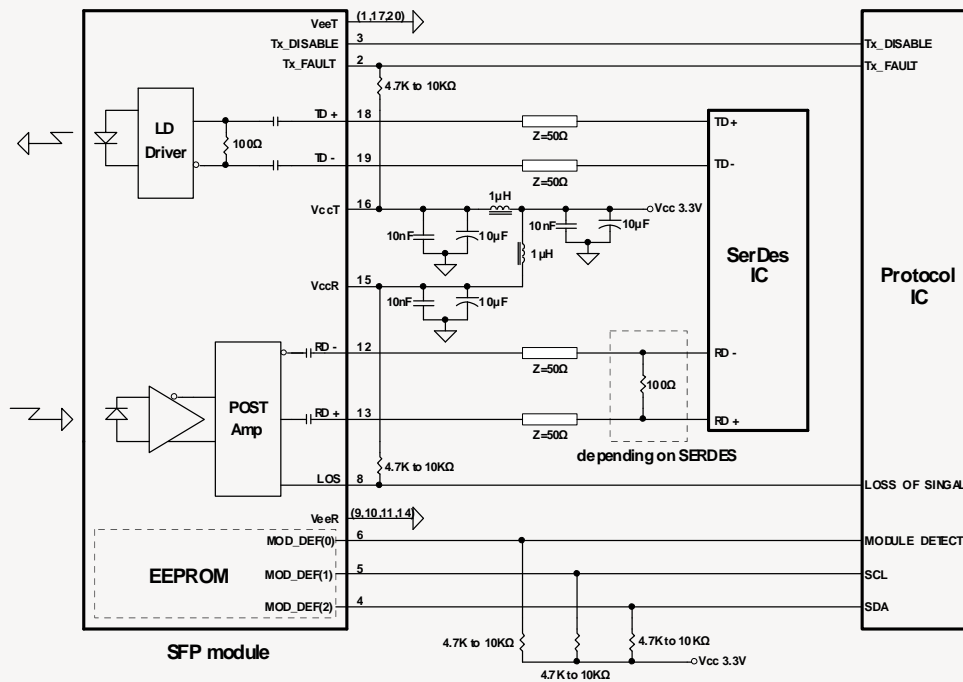 VeeT (1,17,20)
Tx_DISABLE 3 Tx_DISABLE
Tx_FAULT 2 Tx_FAULT
4.7K to 10KΩ
LD Driver
100Ω
TD+ 18 Z=50Ω TD+
TD- 19 Z=50Ω TD-
1µH
VccT 16 Vcc 3.3V
10nF 10µF 10nF 10µF
1µH
VccR 15
10nF 10µF
SerDes IC
Protocol IC
RD- 12 Z=50Ω RD-
100Ω
POST Amp
RD+ 13 Z=50Ω RD+
depending on SERDES
4.7K to 10KΩ
LOS 8 LOSS OF SINGAL
VeeR (9,10,11,14)
MOD_DEF(0) 6 MODULE DETECT
EEPROM
MOD_DEF(1) 5 SCL
MOD_DEF(2) 4 SDA
4.7K to 10KΩ 4.7K to 10KΩ
4.7K to 10KΩ
Vcc 3.3V
SFP module